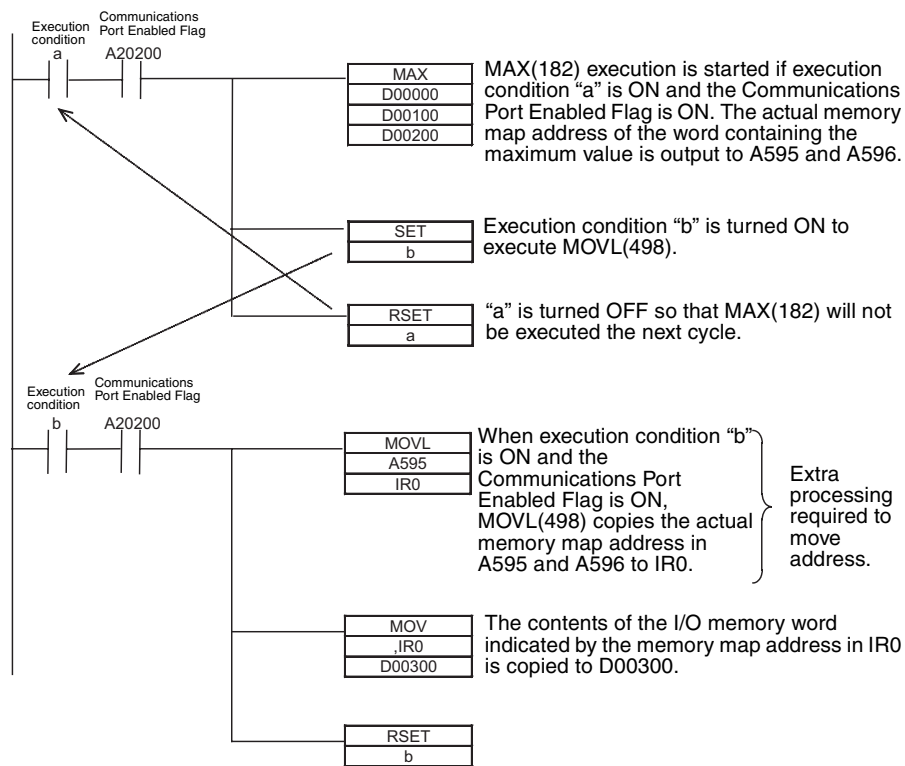 Execution
condition
a
Communications
Port Enabled Flag
A20200
MAX
D00000
D00100
D00200
MAX(182) execution is started if execution
condition “a” is ON and the Communications
Port Enabled Flag is ON. The actual memory
map address of the word containing the
maximum value is output to A595 and A596.
SET
b
Execution condition “b” is turned ON to
execute MOVL(498).
RSET
a
“a” is turned OFF so that MAX(182) will not
be executed the next cycle.
Execution
condition
b
Communications
Port Enabled Flag
A20200
MOVL
A595
IR0
When execution condition “b”
is ON and the
Communications Port
Enabled Flag is ON,
MOVL(498) copies the actual
memory map address in
A595 and A596 to IR0.
Extra
processing
required to
move
address.
MOV
,IR0
D00300
The contents of the I/O memory word
indicated by the memory map address in IR0
is copied to D00300.
RSET
b